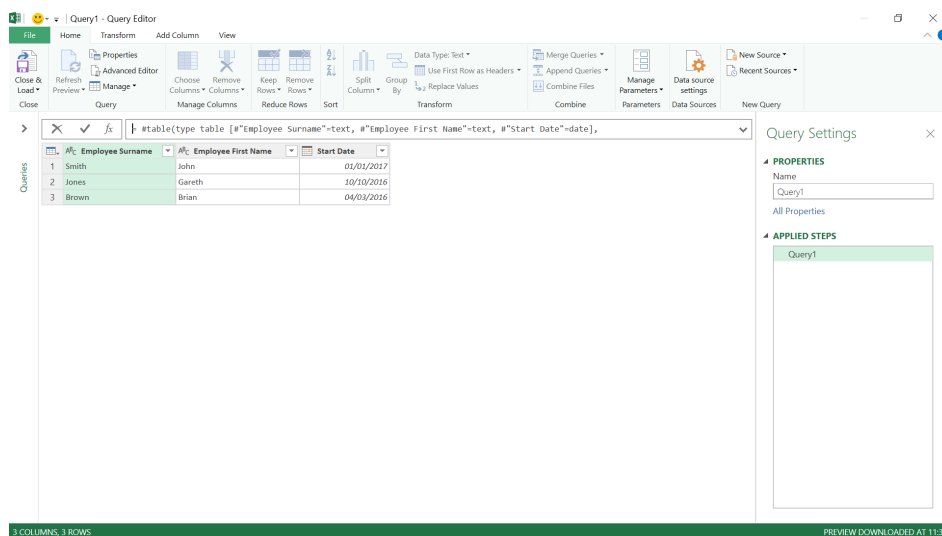 Query1 - Query Editor
File Home Transform Add Column View
Close & Load
Close
Refresh Preview
Properties
Advanced Editor
Manage
Query
Choose Columns
Remove Columns
Manage Columns
Keep Rows
Remove Rows
Reduce Rows
Sort
Split Column
Group By
Data Type: Text
Use First Row as Headers
Replace Values
Transform
Merge Queries
Append Queries
Combine Files
Combine
Manage Parameters
Parameters
Data source settings
Data Sources
New Source
Recent Sources
New Query
Queries
fx = #table(type table [#"Employee Surname"=text, #"Employee First Name"=text, #"Start Date"=date],
ABC Employee Surname ABC Employee First Name Start Date
1 Smith John 01/01/2017
2 Jones Gareth 10/10/2016
3 Brown Brian 04/03/2016
Query Settings
PROPERTIES
Name
Query1
All Properties
APPLIED STEPS
Query1
3 COLUMNS, 3 ROWS
PREVIEW DOWNLOADED AT 11:3